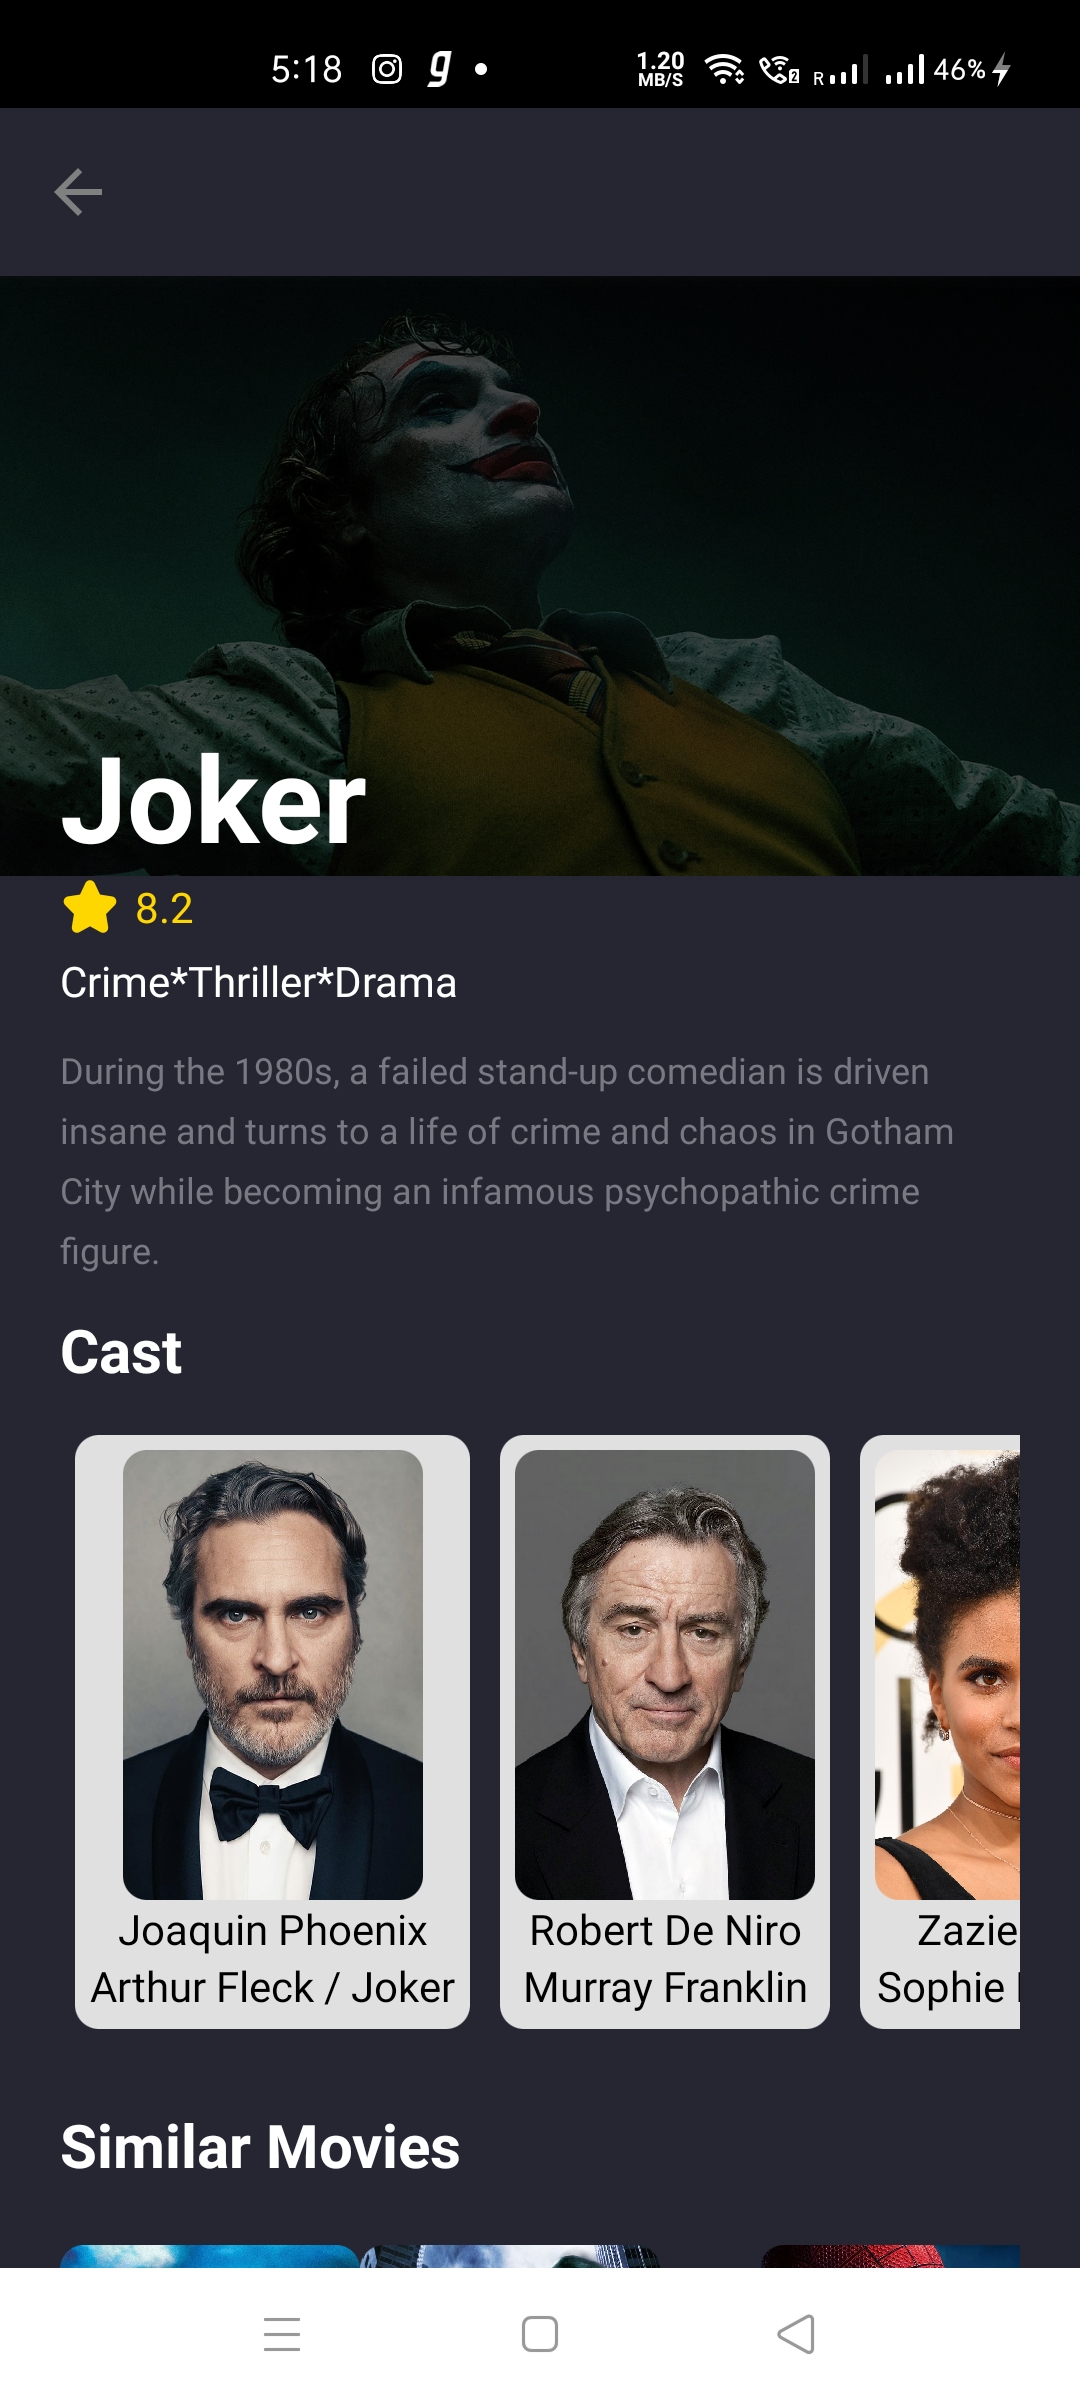 5:18
1.20
MB/S
2
R
46%
Joker
8.2
Crime*Thriller*Drama
During the 1980s, a failed stand-up comedian is driven
insane and turns to a life of crime and chaos in Gotham
City while becoming an infamous psychopathic crime
figure.
Cast
Joaquin Phoenix
Arthur Fleck / Joker
Robert De Niro
Murray Franklin
Zazie
Sophie
Similar Movies